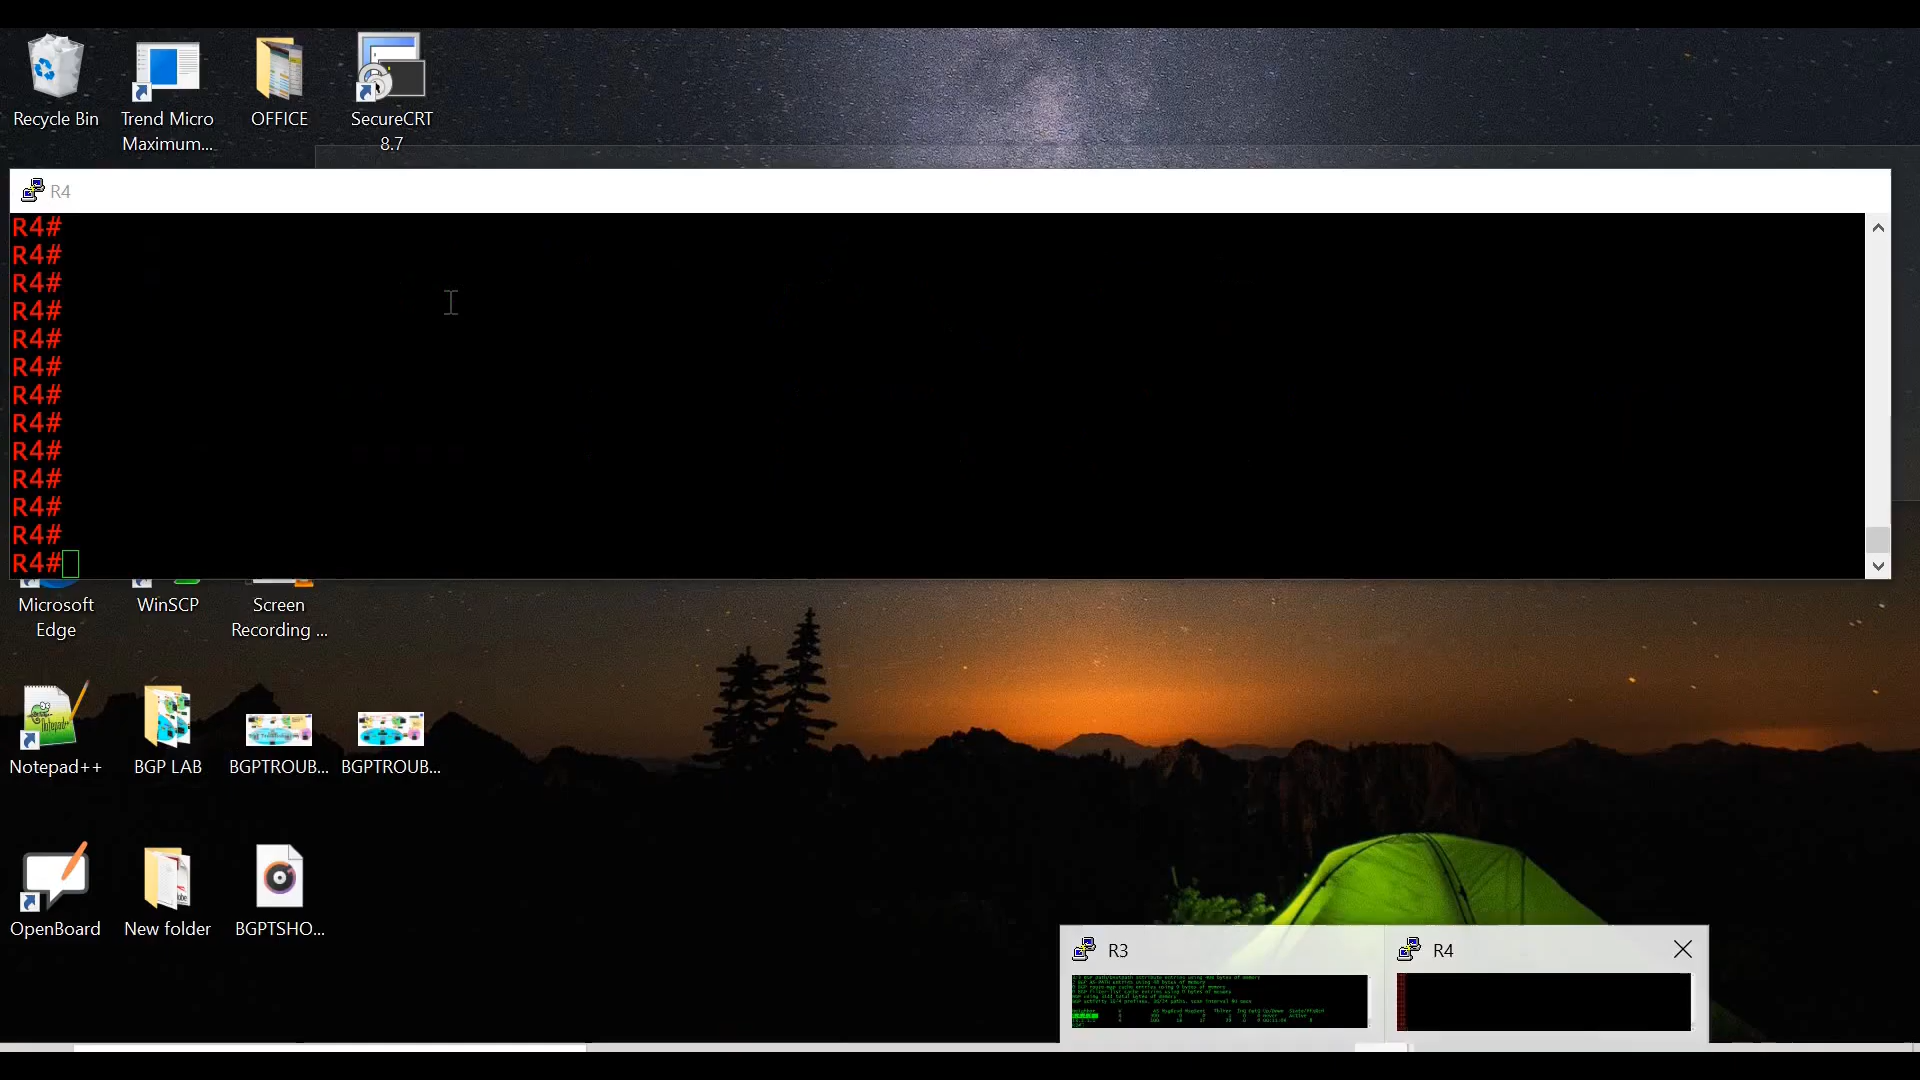 Recycle Bin
Trend Micro
Maximum...
OFFICE
SecureCRT
8.7
R4
R4#
R4#
R4#
R4#
R4#
R4#
R4#
R4#
R4#
R4#
R4#
R4#
R4#
Microsoft
Edge
WinSCP
Screen
Recording ...
Notepad++
BGP LAB
BGPTROUB...
BGPTROUB...
OpenBoard
New folder
BGPTSHO...
R3
R4